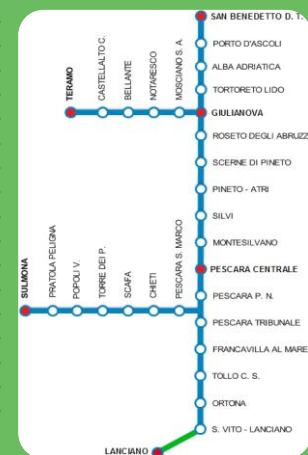 SAN BENEDETTO D. T.
PORTO D'ASCOLI
ALBA ADRIATICA
TORTORETO LIDO
GIULIANOVA
TERAMO
CASTELLALTO C.
BELLANTE
NOTARESCO
MOSCIANO S. A.
ROSETO DEGLI ABRUZZ
SCERNE DI PINETO
PINETO - ATRI
SILVI
MONTESILVANO
PESCARA CENTRALE
PESCARA P. N.
SULMONA
PRATOLA PELIGNA
POPOLI V.
TORRE DEI P.
SCAFA
CHIETI
PESCARA S. MARCO
PESCARA TRIBUNALE
FRANCAVILLA AL MARE
TOLLO C. S.
ORTONA
S. VITO - LANCIANO
LANCIANO